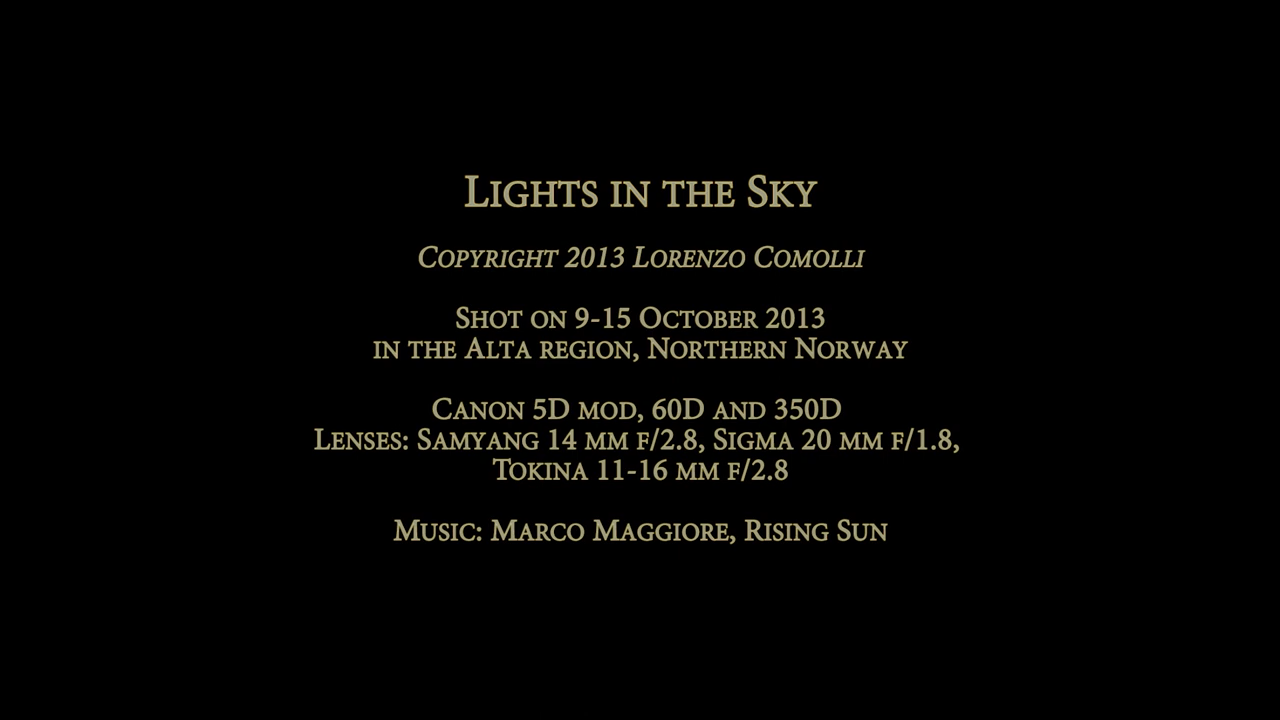 Lights in the Sky
Copyright 2013 Lorenzo Comolli
Shot on 9-15 October 2013
in the Alta region, Northern Norway
Canon 5D mod, 60D and 350D
Lenses: Samyang 14 mm f/2.8, Sigma 20 mm f/1.8,
Tokina 11-16 mm f/2.8
Music: Marco Maggiore, Rising Sun